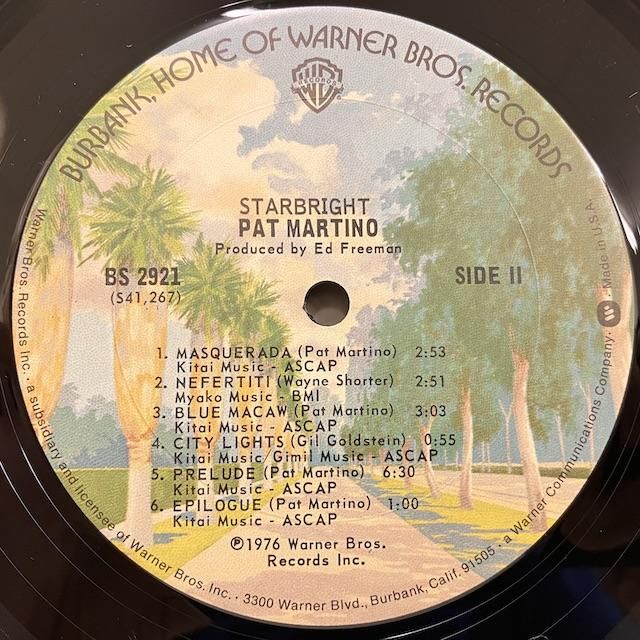 BURBANK, HOME OF WARNER BROS. RECORDS
RECORDS
WB
STARBRIGHT
PAT MARTINO
Produced by Ed Freeman
BS 2921
(S41,267)
SIDE II
1. MASQUERADA (Pat Martino) 2:53
Kitai Music - ASCAP
2. NEFERTITI (Wayne Shorter) 2:51
Myako Music - BMI
3. BLUE MACAW (Pat Martino) 3:03
Kitai Music - ASCAP
4. CITY LIGHTS (Gil Goldstein) 0:55
Kitai Music/Gimil Music - ASCAP
5. PRELUDE (Pat Martino) 6:30
Kitai Music - ASCAP
6. EPILOGUE (Pat Martino) 1:00
Kitai Music - ASCAP
℗1976 Warner Bros.
Records Inc.
Warner Bros. Records Inc. · a subsidiary and licensee of Warner Bros. Inc. · 3300 Warner Blvd., Burbank, Calif. 91505 · a Warner Communications Company. · Made in U.S.A.